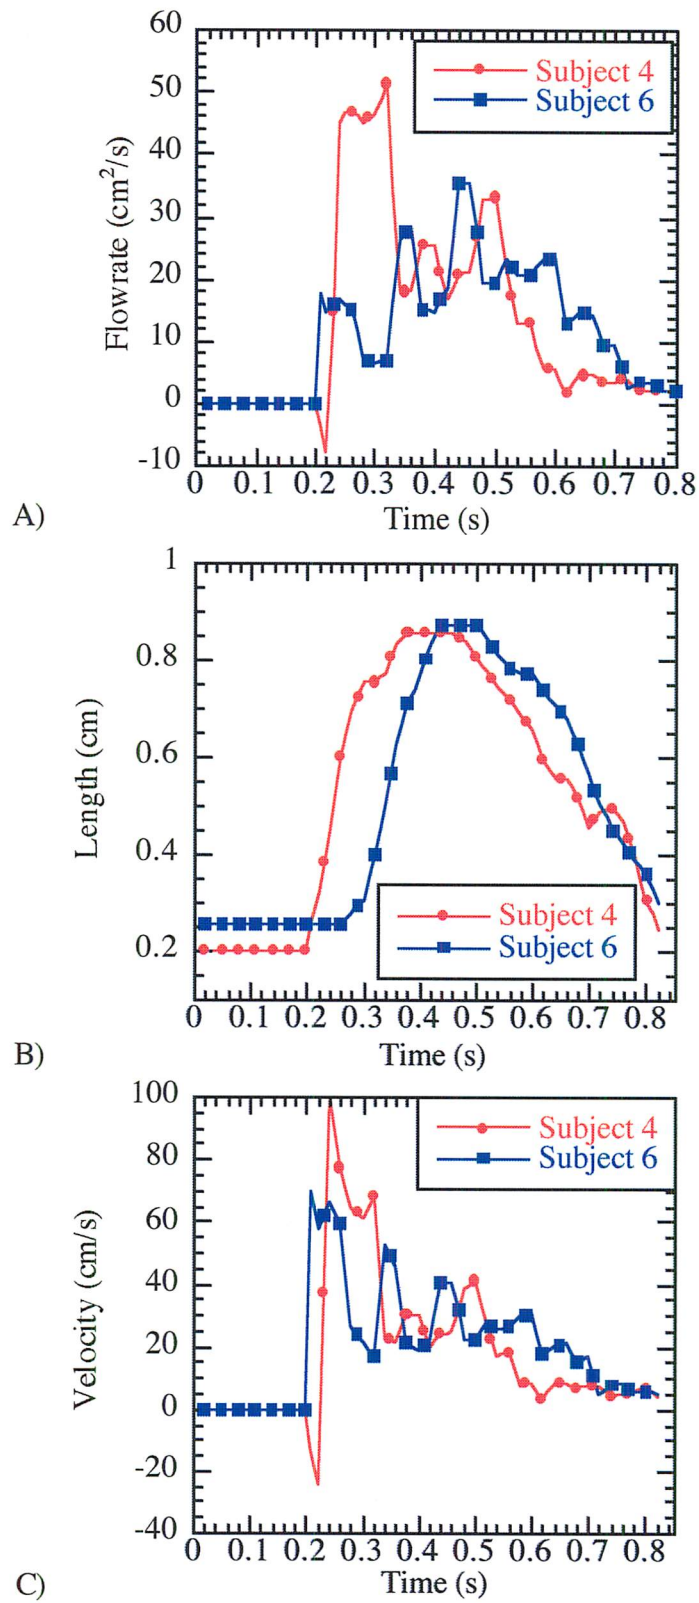 60
50
40
30
20
10
0
-10
Flowrate (cm²/s)
Subject 4
Subject 6
0 0.1 0.2 0.3 0.4 0.5 0.6 0.7 0.8
Time (s)
A)
1
0.8
0.6
0.4
0.2
Length (cm)
Subject 4
Subject 6
0 0.1 0.2 0.3 0.4 0.5 0.6 0.7 0.8
Time (s)
B)
100
80
60
40
20
0
-20
-40
Velocity (cm/s)
Subject 4
Subject 6
0 0.1 0.2 0.3 0.4 0.5 0.6 0.7 0.8
Time (s)
C)